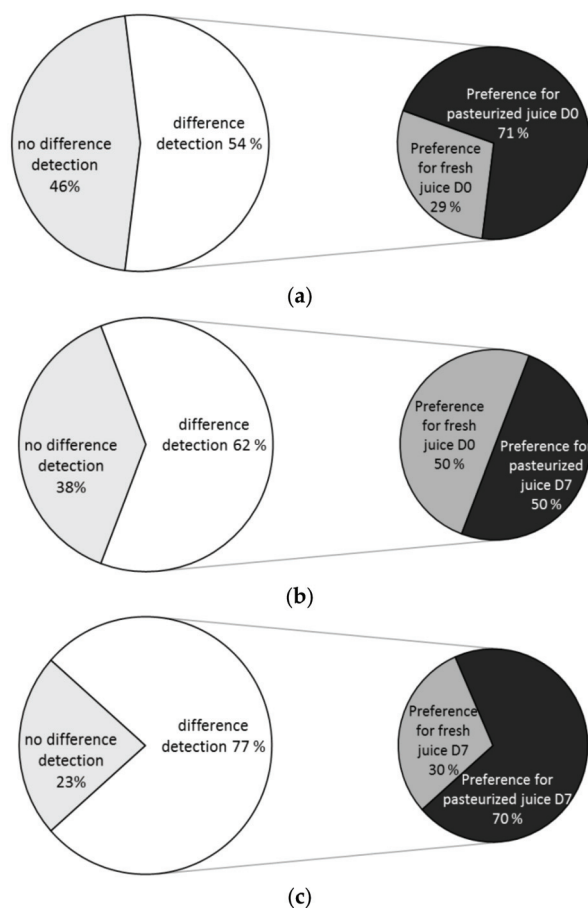 no difference
detection
46%
difference
detection 54 %
Preference for
pasteurized juice D0
71 %
Preference
for fresh
juice D0
29 %
(a)
no difference
detection
38%
difference
detection 62 %
Preference
for fresh
juice D0
50 %
Preference for
pasteurized
juice D7
50 %
(b)
no difference
detection
23%
difference
detection 77 %
Preference
for fresh
juice D7
30 %
Preference for
pasteurized juice D7
70 %
(c)